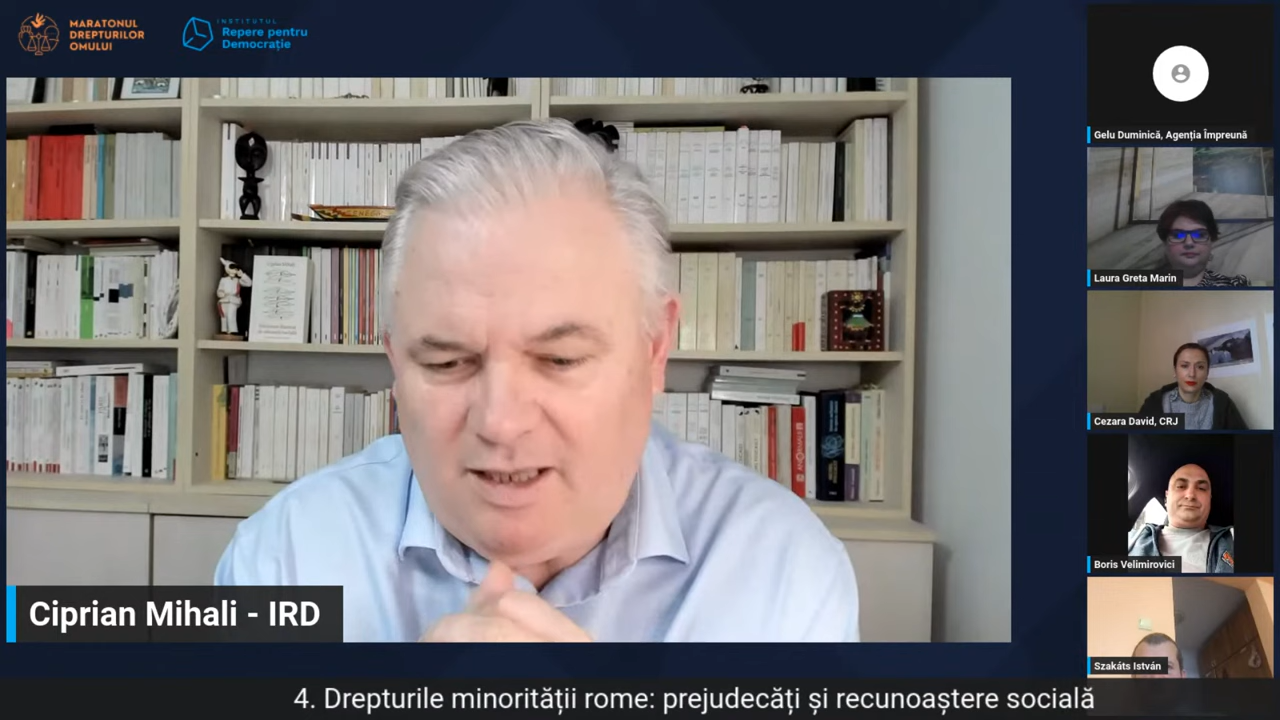 MARATONUL
DREPTURILOR
OMULUI
INSTITUTUL
Repere pentru
Democrație
Gelu Duminică, Agenția Împreună
Laura Greta Marin
Cezara David, CRJ
Boris Velimirovici
Szakáts István
Ciprian Mihali - IRD
4. Drepturile minorității rome: prejudecăți și recunoaștere socială